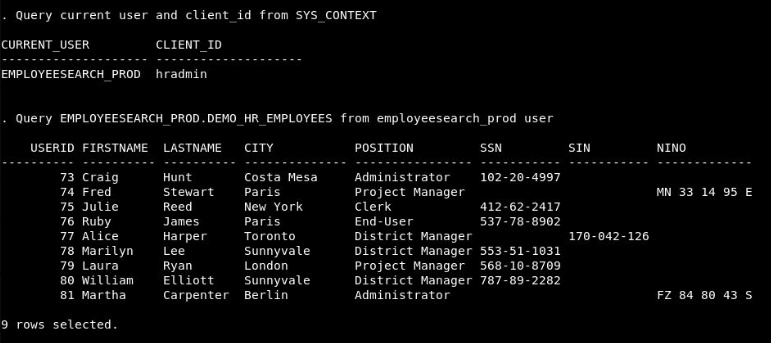 . Query current user and client_id from SYS_CONTEXT
CURRENT_USER         CLIENT_ID
-------------------- --------------------
EMPLOYEESEARCH_PROD  hradmin
. Query EMPLOYEESEARCH_PROD.DEMO_HR_EMPLOYEES from employeesearch_prod user
    USERID FIRSTNAME  LASTNAME   CITY           POSITION         SSN         SIN         NINO
---------- ---------- ---------- -------------- ---------------- ----------- ----------- -------------
        73 Craig      Hunt       Costa Mesa     Administrator    102-20-4997
        74 Fred       Stewart    Paris          Project Manager                          MN 33 14 95 E
        75 Julie      Reed       New York       Clerk            412-62-2417
        76 Ruby       James      Paris          End-User         537-78-8902
        77 Alice      Harper     Toronto        District Manager             170-042-126
        78 Marilyn    Lee        Sunnyvale      District Manager 553-51-1031
        79 Laura      Ryan       London         Project Manager  568-10-8709
        80 William    Elliott    Sunnyvale      District Manager 787-89-2282
        81 Martha     Carpenter  Berlin         Administrator                            FZ 84 80 43 S
9 rows selected.